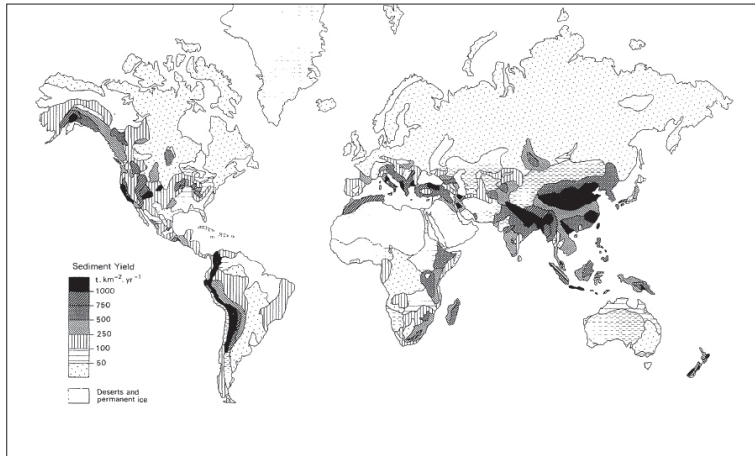 Sediment Yield
t. km⁻². yr⁻¹
1000
750
500
250
100
50
Deserts and
permanent ice